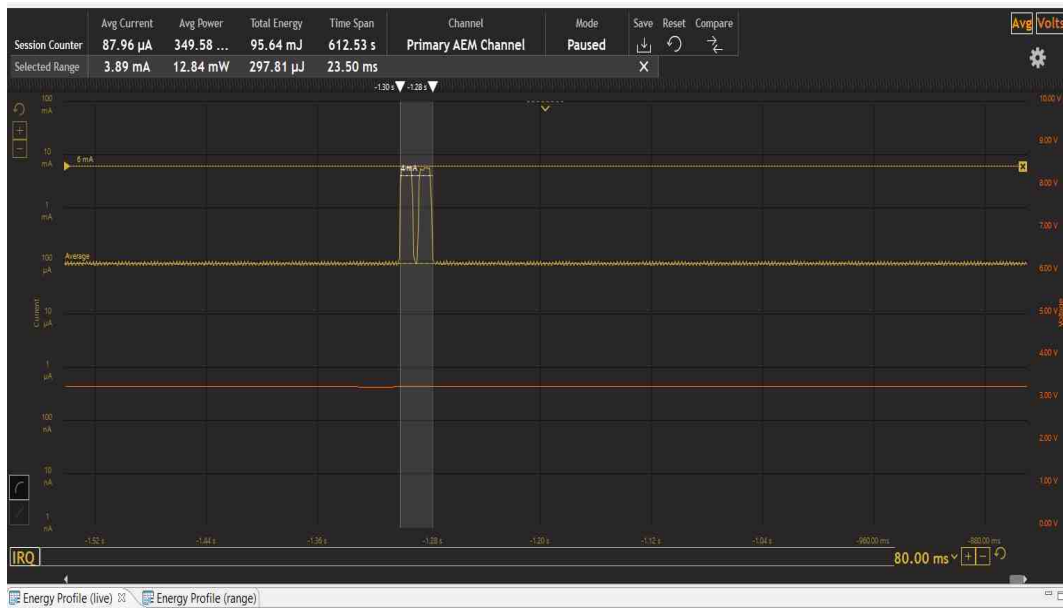 Avg Current Avg Power Total Energy Time Span Channel Mode Save Reset Compare
Session Counter 87.96 µA 349.58 ... 95.64 mJ 612.53 s Primary AEM Channel Paused
Selected Range 3.89 mA 12.84 mW 297.81 µJ 23.50 ms X
Avg Volts
-1.30 s -1.28 s
100 mA
10.00 V
9.00 V
10 mA
6 mA
4 mA
8.00 V
1 mA
7.00 V
100 µA
Average
6.00 V
10 µA
Current
5.00 V
4.00 V
1 µA
3.00 V
100 nA
2.00 V
10 nA
1.00 V
1 nA
0.00 V
-1.52 s -1.44 s -1.36 s -1.28 s -1.20 s -1.12 s -1.04 s -960.00 ms -880.00 ms
IRQ
80.00 ms
Energy Profile (live) Energy Profile (range)